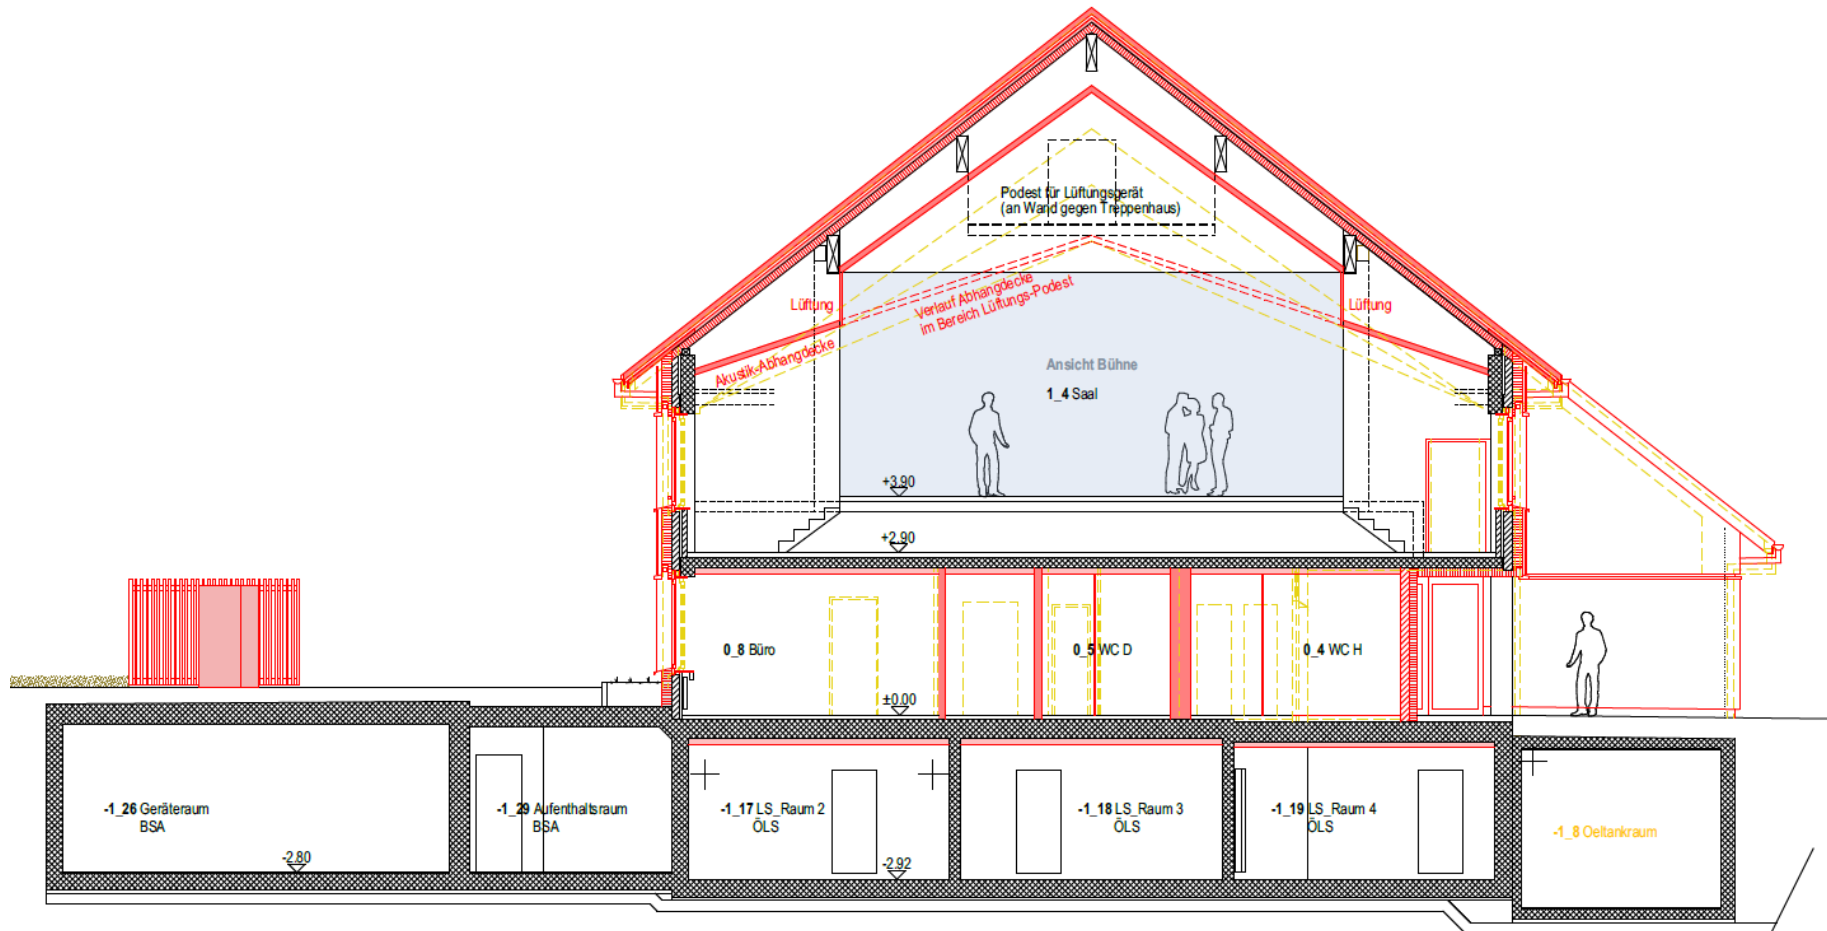 Podest für Lüftungsgerät
(an Wand gegen Treppenhaus)
Lüftung
Verlauf Abhangdecke
im Bereich Lüftungs-Podest
Lüftung
Akustik-Abhangdecke
Ansicht Bühne
1_4 Saal
+3.90
+2.90
0_8 Büro
0_5 WC D
0_4 WC H
±0.00
-1_26 Geräteraum
BSA
-1_29 Aufenthaltsraum
BSA
-1_17 LS_Raum 2
ÖLS
-1_18 LS_Raum 3
ÖLS
-1_19 LS_Raum 4
ÖLS
-1_8 Oeltankraum
-2.80
-2.92